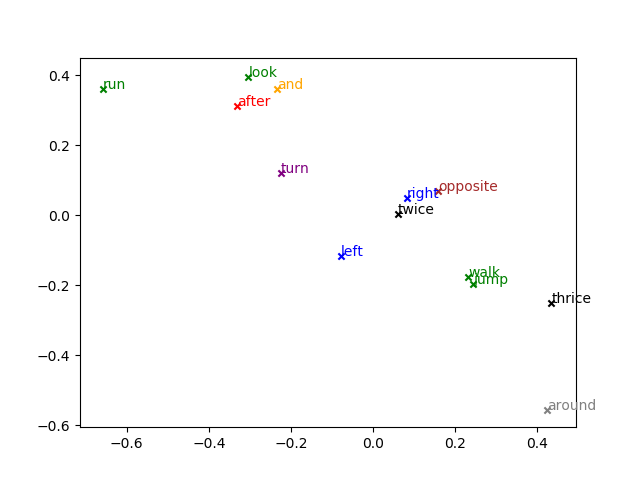 look
run
and
after
turn
opposite
right
twice
left
walk
jump
thrice
around
0.4
0.2
0.0
−0.2
−0.4
−0.6
−0.6 −0.4 −0.2 0.0 0.2 0.4